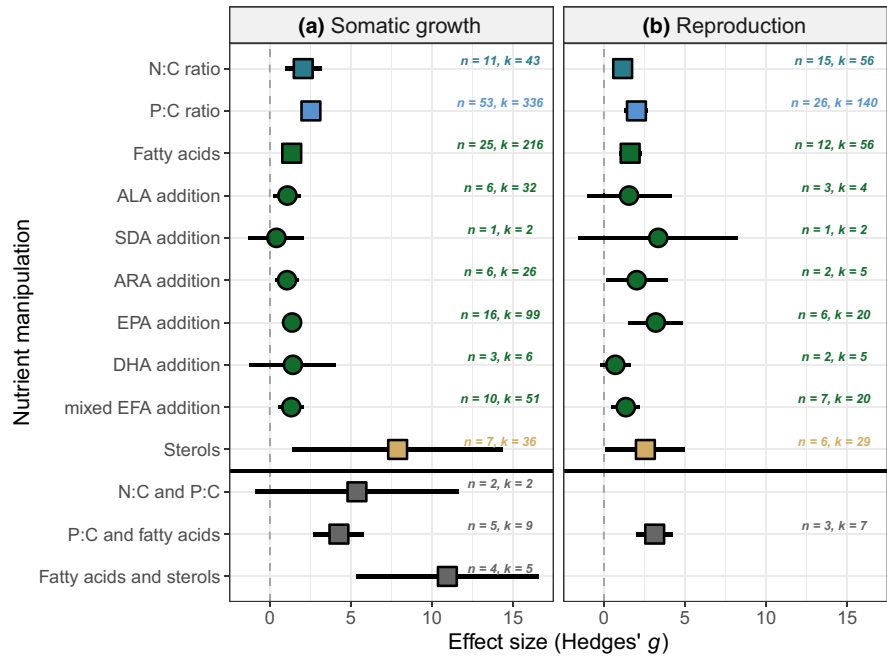 (a) Somatic growth
(b) Reproduction
Nutrient manipulation
N:C ratio
n = 11, k = 43
n = 15, k = 56
P:C ratio
n = 53, k = 336
n = 26, k = 140
Fatty acids
n = 25, k = 216
n = 12, k = 56
ALA addition
n = 6, k = 32
n = 3, k = 4
SDA addition
n = 1, k = 2
n = 1, k = 2
ARA addition
n = 6, k = 26
n = 2, k = 5
EPA addition
n = 16, k = 99
n = 6, k = 20
DHA addition
n = 3, k = 6
n = 2, k = 5
mixed EFA addition
n = 10, k = 51
n = 7, k = 20
Sterols
n = 7, k = 36
n = 6, k = 29
N:C and P:C
n = 2, k = 2
P:C and fatty acids
n = 5, k = 9
n = 3, k = 7
Fatty acids and sterols
n = 4, k = 5
0 5 10 15
0 5 10 15
Effect size (Hedges' g)